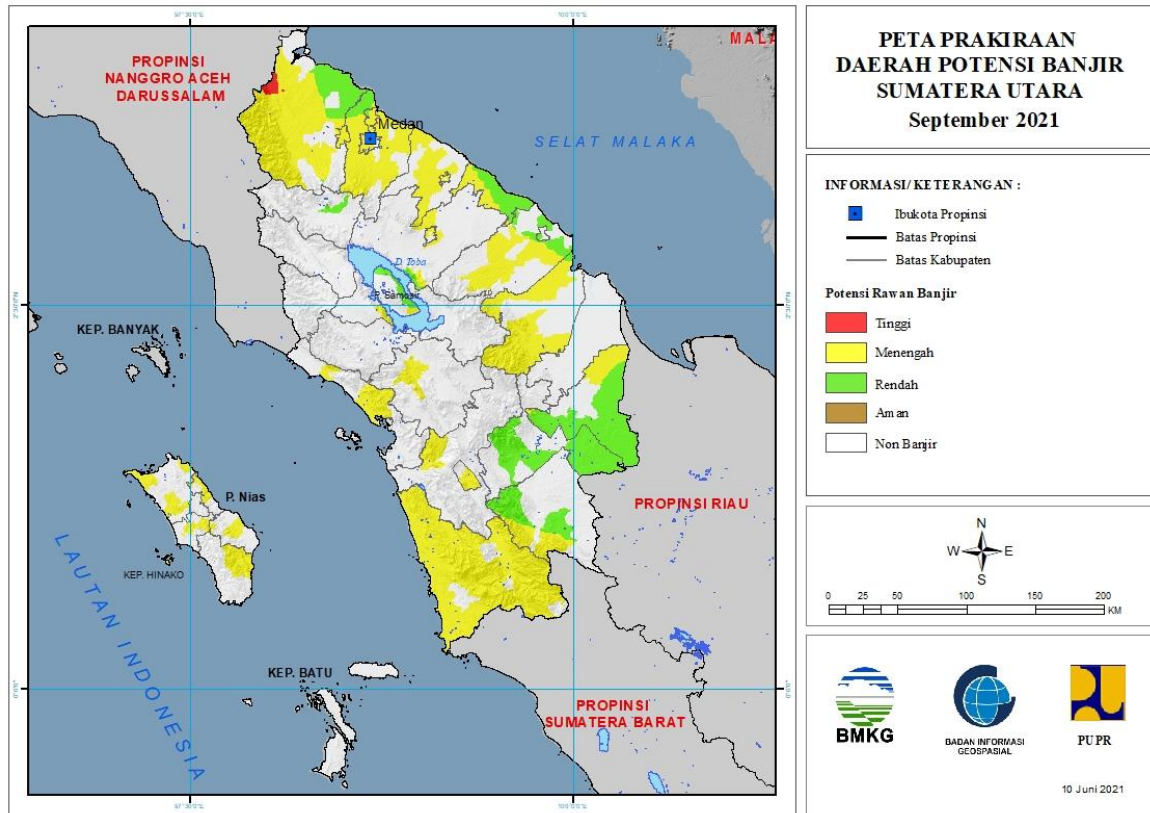 PROPINSI
NANGGRO ACEH
DARUSSALAM
MALA
Medan
SELAT MALAKA
D. Toba
P. Samosir
KEP. BANYAK
P. Nias
PROPINSI RIAU
KEP. HINAKO
LAUTAN INDONESIA
KEP. BATU
PROPINSI
SUMATERA BARAT
PETA PRAKIRAAN
DAERAH POTENSI BANJIR
SUMATERA UTARA
September 2021
INFORMASI/ KETERANGAN :
Ibukota Propinsi
Batas Propinsi
Batas Kabupaten
Potensi Rawan Banjir
Tinggi
Menengah
Rendah
Aman
Non Banjir
N
W E
S
0 25 50 100 150 200
KM
BMKG
BADAN INFORMASI
GEOSPASIAL
PUPR
10 Juni 2021